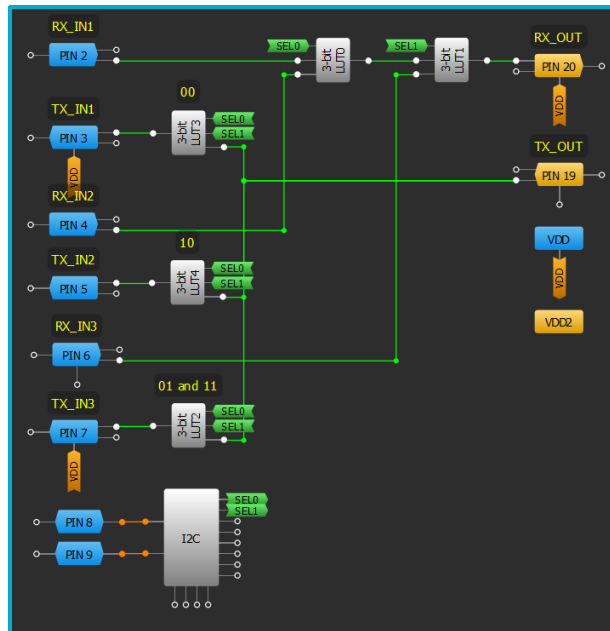 RX_IN1
PIN 2
SEL0
3-bit
LUT0
SEL1
3-bit
LUT1
RX_OUT
PIN 20
VDD
TX_IN1
PIN 3
VDD
00
3-bit
LUT3
SEL0
SEL1
TX_OUT
PIN 19
RX_IN2
PIN 4
VDD
VDD
VDD2
TX_IN2
PIN 5
10
3-bit
LUT4
SEL0
SEL1
RX_IN3
PIN 6
TX_IN3
PIN 7
VDD
01 and 11
3-bit
LUT2
SEL0
SEL1
PIN 8
PIN 9
I2C
SEL0
SEL1